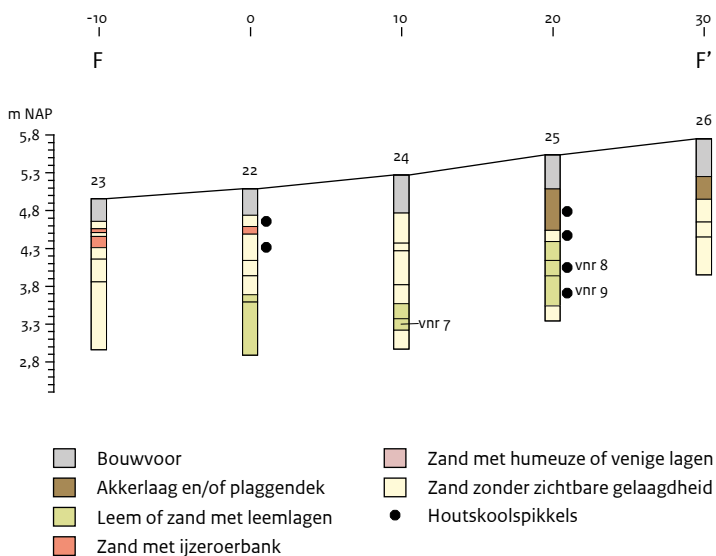 -10 0 10 20 30
F F'
m NAP
5,8
26
25
5,3
24
23 22
4,8
4,3
vnr 8
3,8
vnr 9
3,3
vnr 7
2,8
Bouwvoor
Akkerlaag en/of plaggendek
Leem of zand met leemlagen
Zand met ijzeroerbank
Zand met humeuze of venige lagen
Zand zonder zichtbare gelaagdheid
Houtskoolspikkels